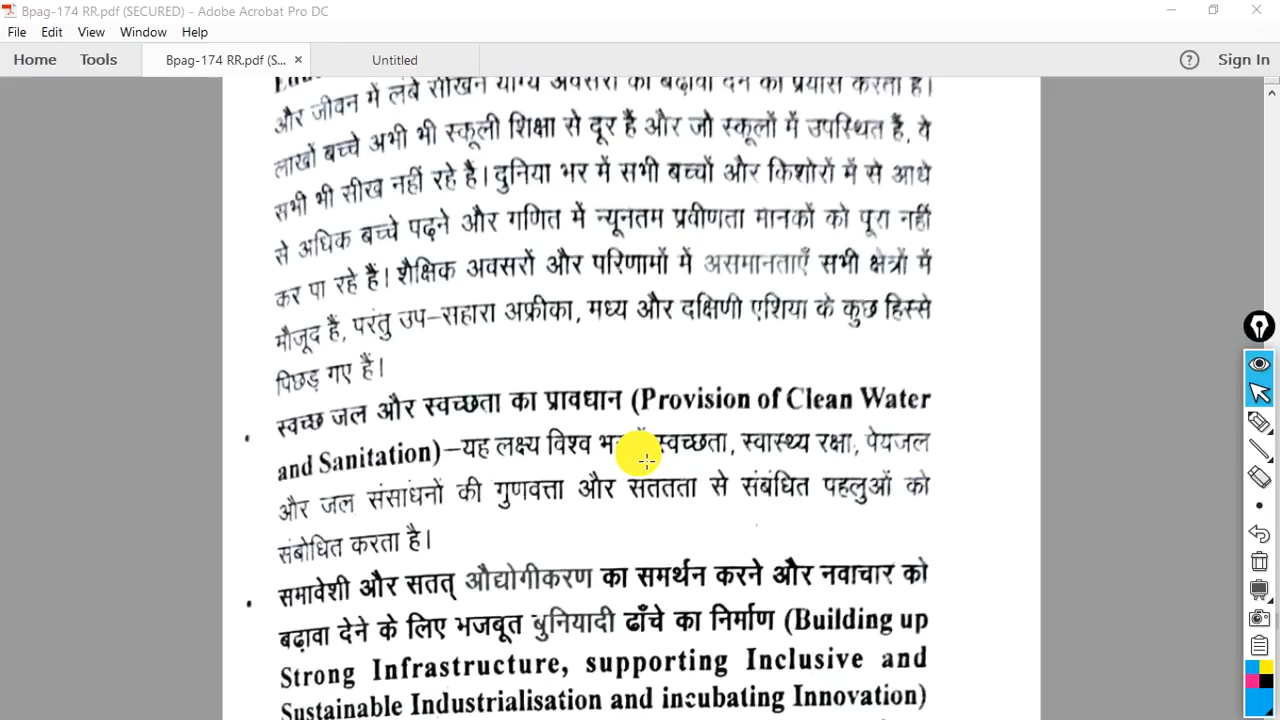 Bpag-174 RR.pdf (SECURED) - Adobe Acrobat Pro DC
File Edit View Window Help
Home Tools Bpag-174 RR.pdf (S... × Untitled ? Sign In
और जीवन में लंबे सीखने योग्य अवसरों को बढ़ावा देने का प्रयास करता है।
लाखों बच्चे अभी भी स्कूली शिक्षा से दूर हैं और जो स्कूलों में उपस्थित हैं, वे
सभी भी सीख नहीं रहे हैं। दुनिया भर में सभी बच्चों और किशोरों में से आधे
से अधिक बच्चे पढ़ने और गणित में न्यूनतम प्रवीणता मानकों को पूरा नहीं
कर पा रहे हैं। शैक्षिक अवसरों और परिणामों में असमानताएँ सभी क्षेत्रों में
मौजूद हैं, परंतु उप-सहारा अफ्रीका, मध्य और दक्षिणी एशिया के कुछ हिस्से
पिछड़ गए हैं।
• स्वच्छ जल और स्वच्छता का प्रावधान (Provision of Clean Water
and Sanitation)–यह लक्ष्य विश्व स्वच्छता, स्वास्थ्य रक्षा, पेयजल
और जल संसाधनों की गुणवत्ता और सततता से संबंधित पहलुओं को
संबोधित करता है।
• समावेशी और सतत् औद्योगीकरण का समर्थन करने और नवाचार को
बढ़ावा देने के लिए मजबूत बुनियादी ढाँचे का निर्माण (Building up
Strong Infrastructure, supporting Inclusive and
Sustainable Industrialisation and incubating Innovation)